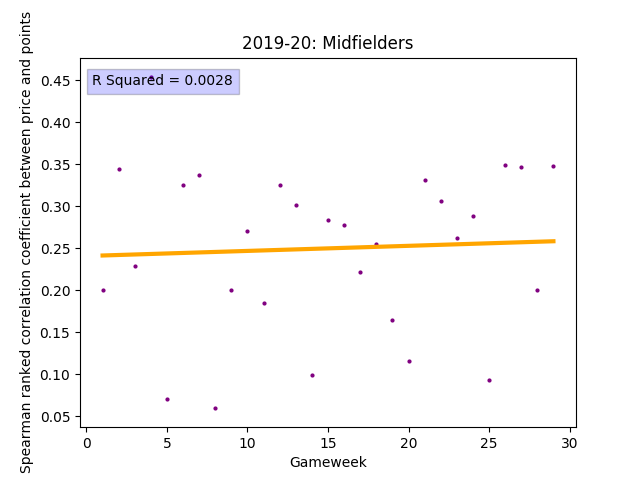 2019-20: Midfielders
Spearman ranked correlation coefficient between price and points
R Squared = 0.0028
0.45
0.40
0.35
0.30
0.25
0.20
0.15
0.10
0.05
0 5 10 15 20 25 30
Gameweek